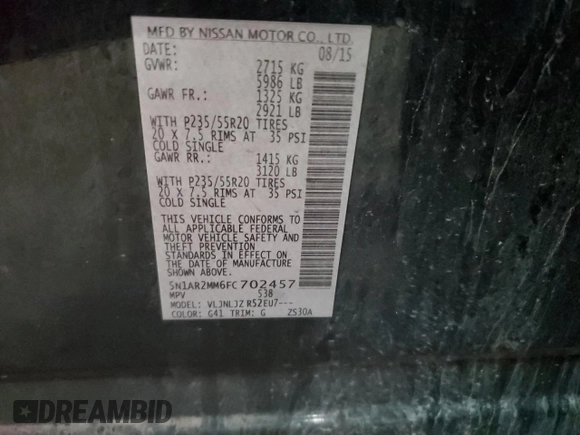 MFD BY NISSAN MOTOR CO., LTD.
DATE: 08/15
GVWR: 2715 KG
5986 LB
GAWR FR.: 1325 KG
2921 LB
WITH P235/55R20 TIRES
20 X 7.5 RIMS AT 35 PSI
COLD SINGLE
GAWR RR.: 1415 KG
3120 LB
WITH P235/55R20 TIRES
20 X 7.5 RIMS AT 35 PSI
COLD SINGLE
THIS VEHICLE CONFORMS TO
ALL APPLICABLE FEDERAL
MOTOR VEHICLE SAFETY AND
THEFT PREVENTION
STANDARDS IN EFFECT ON
THE DATE OF MANUFACTURE
SHOWN ABOVE.
5N1AR2MM6FC702457
MPV 538
MODEL: VLJNLJZ R52EU7---
COLOR: G41 TRIM: G ZS30A
DREAMBID